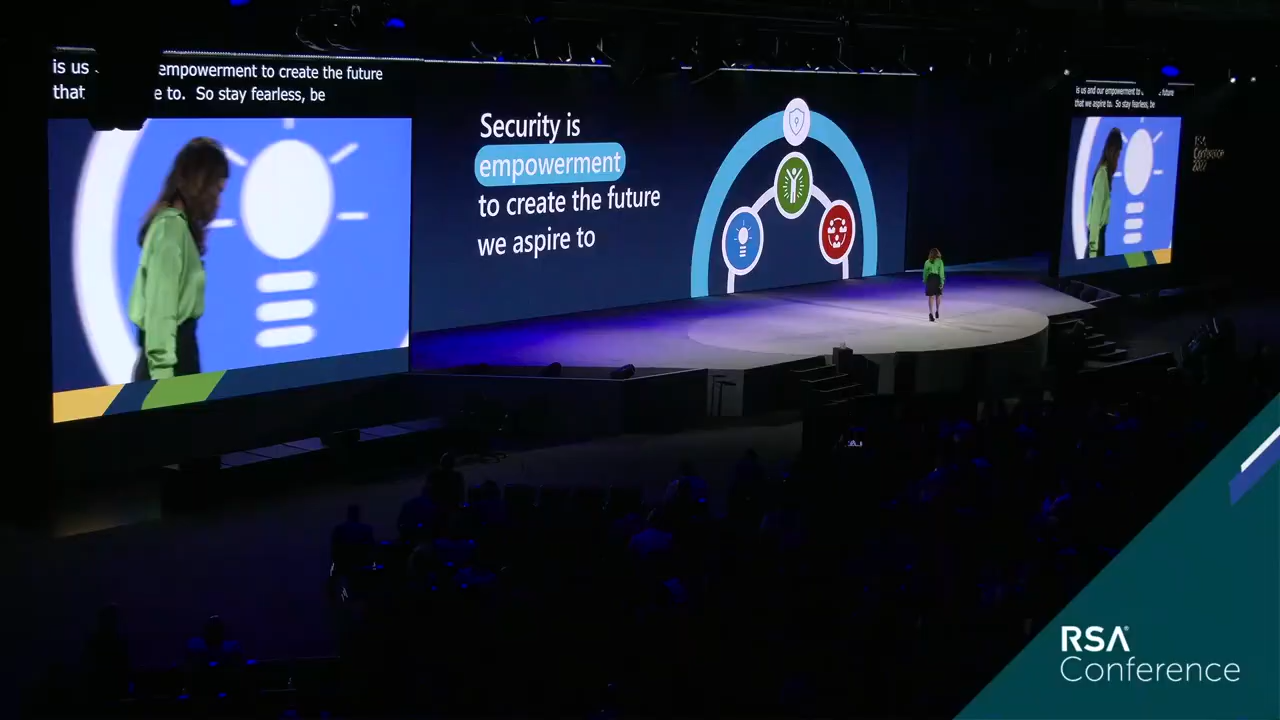 is us empowerment to create the future
that e to. So stay fearless, be
Security is
empowerment
to create the future
we aspire to
is us and our empowerment to future
that we aspire to. So stay fearless, be
RSA
Conference
RSA
Conference